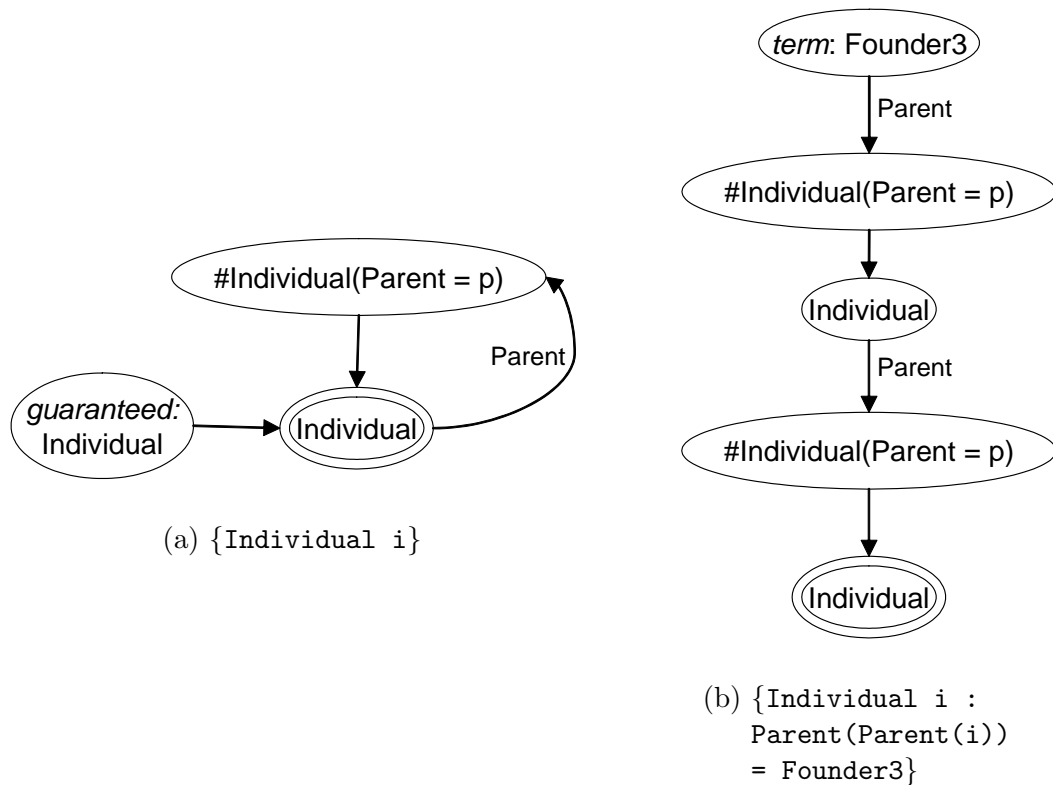 #Individual(Parent = p)
Parent
guaranteed:
Individual
Individual
(a) {Individual i}
term: Founder3
Parent
#Individual(Parent = p)
Individual
Parent
#Individual(Parent = p)
Individual
(b) {Individual i :
Parent(Parent(i))
= Founder3}